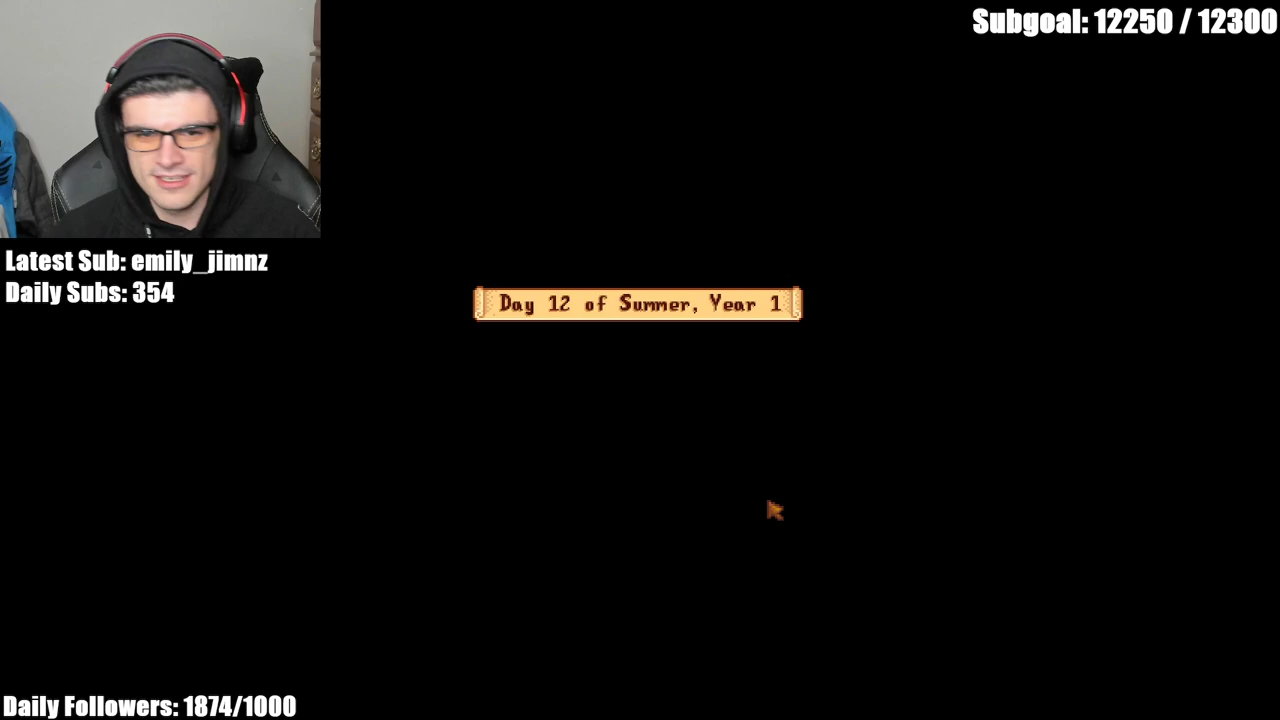 Subgoal: 12250 / 12300
Latest Sub: emily_jimnz
Daily Subs: 354
Day 12 of Summer, Year 1
Daily Followers: 1874/1000